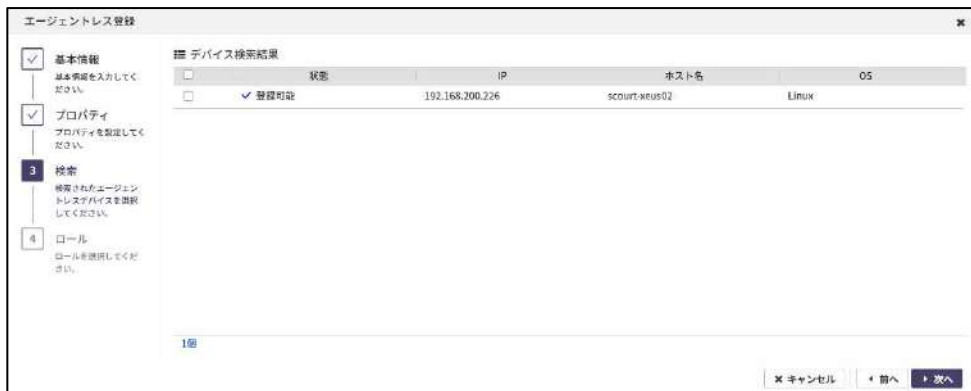 エージェントレス登録
基本情報
基本情報を入力してく
ださい。
プロパティ
プロパティを設定してく
ださい。
3 検索
検索されたエージェン
トレスデバイスを選択
してください。
4 ロール
ロールを選択してくだ
さい。
デバイス検索結果
状態 IP ホスト名 OS
登録可能 192.168.200.226 scourt-xeus02 Linux
1個
キャンセル 前へ 次へ